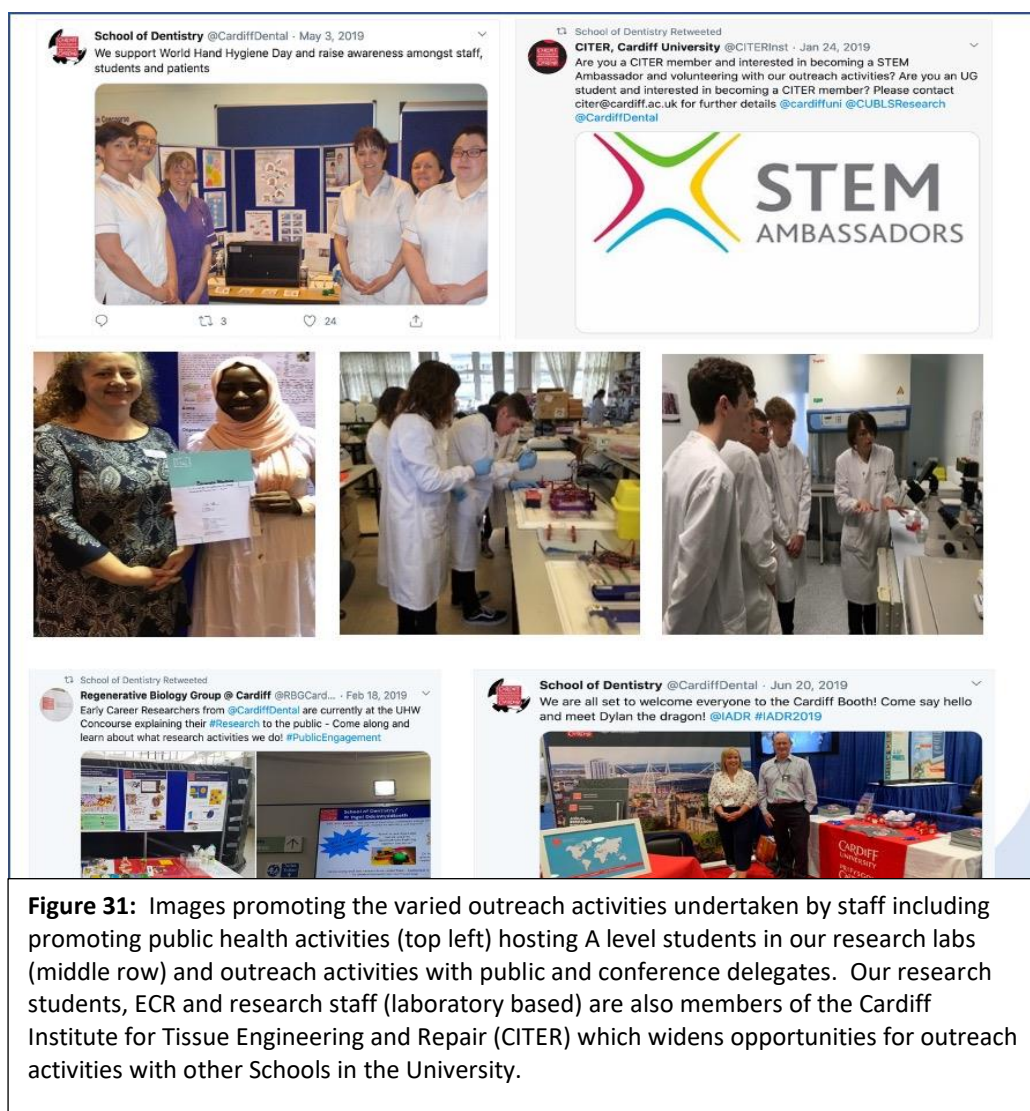 School of Dentistry @CardiffDental · May 3, 2019
We support World Hand Hygiene Day and raise awareness amongst staff,
students and patients
3
24
School of Dentistry Retweeted
CITER, Cardiff University @CITERInst · Jan 24, 2019
Are you a CITER member and interested in becoming a STEM
Ambassador and volunteering with our outreach activities? Are you an UG
student and interested in becoming a CITER member? Please contact
citer@cardiff.ac.uk for further details @cardiffuni @CUBLSResearch
@CardiffDental
STEM
AMBASSADORS
School of Dentistry Retweeted
Regenerative Biology Group @ Cardiff @RBGCard... · Feb 18, 2019
Early Career Researchers from @CardiffDental are currently at the UHW
Concourse explaining their #Research to the public - Come along and
learn about what research activities we do! #PublicEngagement
School of Dentistry/
School of Dentistry @CardiffDental · Jun 20, 2019
We are all set to welcome everyone to the Cardiff Booth! Come say hello
and meet Dylan the dragon! @IADR #IADR2019
CARDIFF
UNIVERSITY
PRIFYSGOL
Figure 31: Images promoting the varied outreach activities undertaken by staff including
promoting public health activities (top left) hosting A level students in our research labs
(middle row) and outreach activities with public and conference delegates. Our research
students, ECR and research staff (laboratory based) are also members of the Cardiff
Institute for Tissue Engineering and Repair (CITER) which widens opportunities for outreach
activities with other Schools in the University.